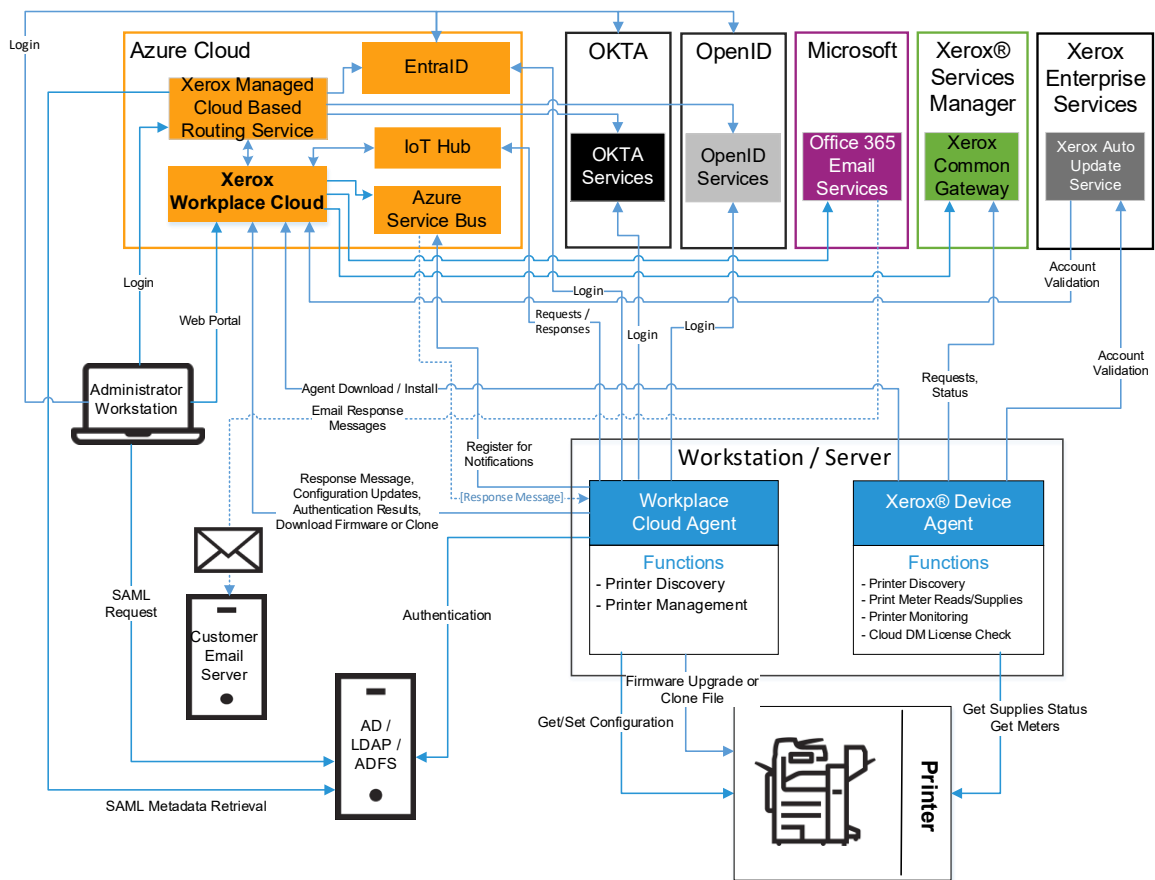 Login
Azure Cloud
EntraID
Xerox Managed
Cloud Based
Routing Service
IoT Hub
Xerox
Workplace Cloud
Azure
Service Bus
OKTA
OKTA
Services
OpenID
OpenID
Services
Microsoft
Office 365
Email
Services
Xerox®
Services
Manager
Xerox
Common
Gateway
Xerox
Enterprise
Services
Xerox Auto
Update
Service
Login
Web Portal
Login
Requests /
Responses
Login
Login
Account
Validation
Account
Validation
Requests,
Status
Administrator
Workstation
Agent Download / Install
Email Response
Messages
Register for
Notifications
Response Message,
Configuration Updates,
Authentication Results,
Download Firmware or Clone
[Response Message]
Workstation / Server
Workplace
Cloud Agent
Functions
- Printer Discovery
- Printer Management
Xerox® Device
Agent
Functions
- Printer Discovery
- Print Meter Reads/Supplies
- Printer Monitoring
- Cloud DM License Check
SAML
Request
Authentication
Customer
Email
Server
AD /
LDAP /
ADFS
SAML Metadata Retrieval
Firmware Upgrade or
Clone File
Get/Set Configuration
Get Supplies Status
Get Meters
Printer